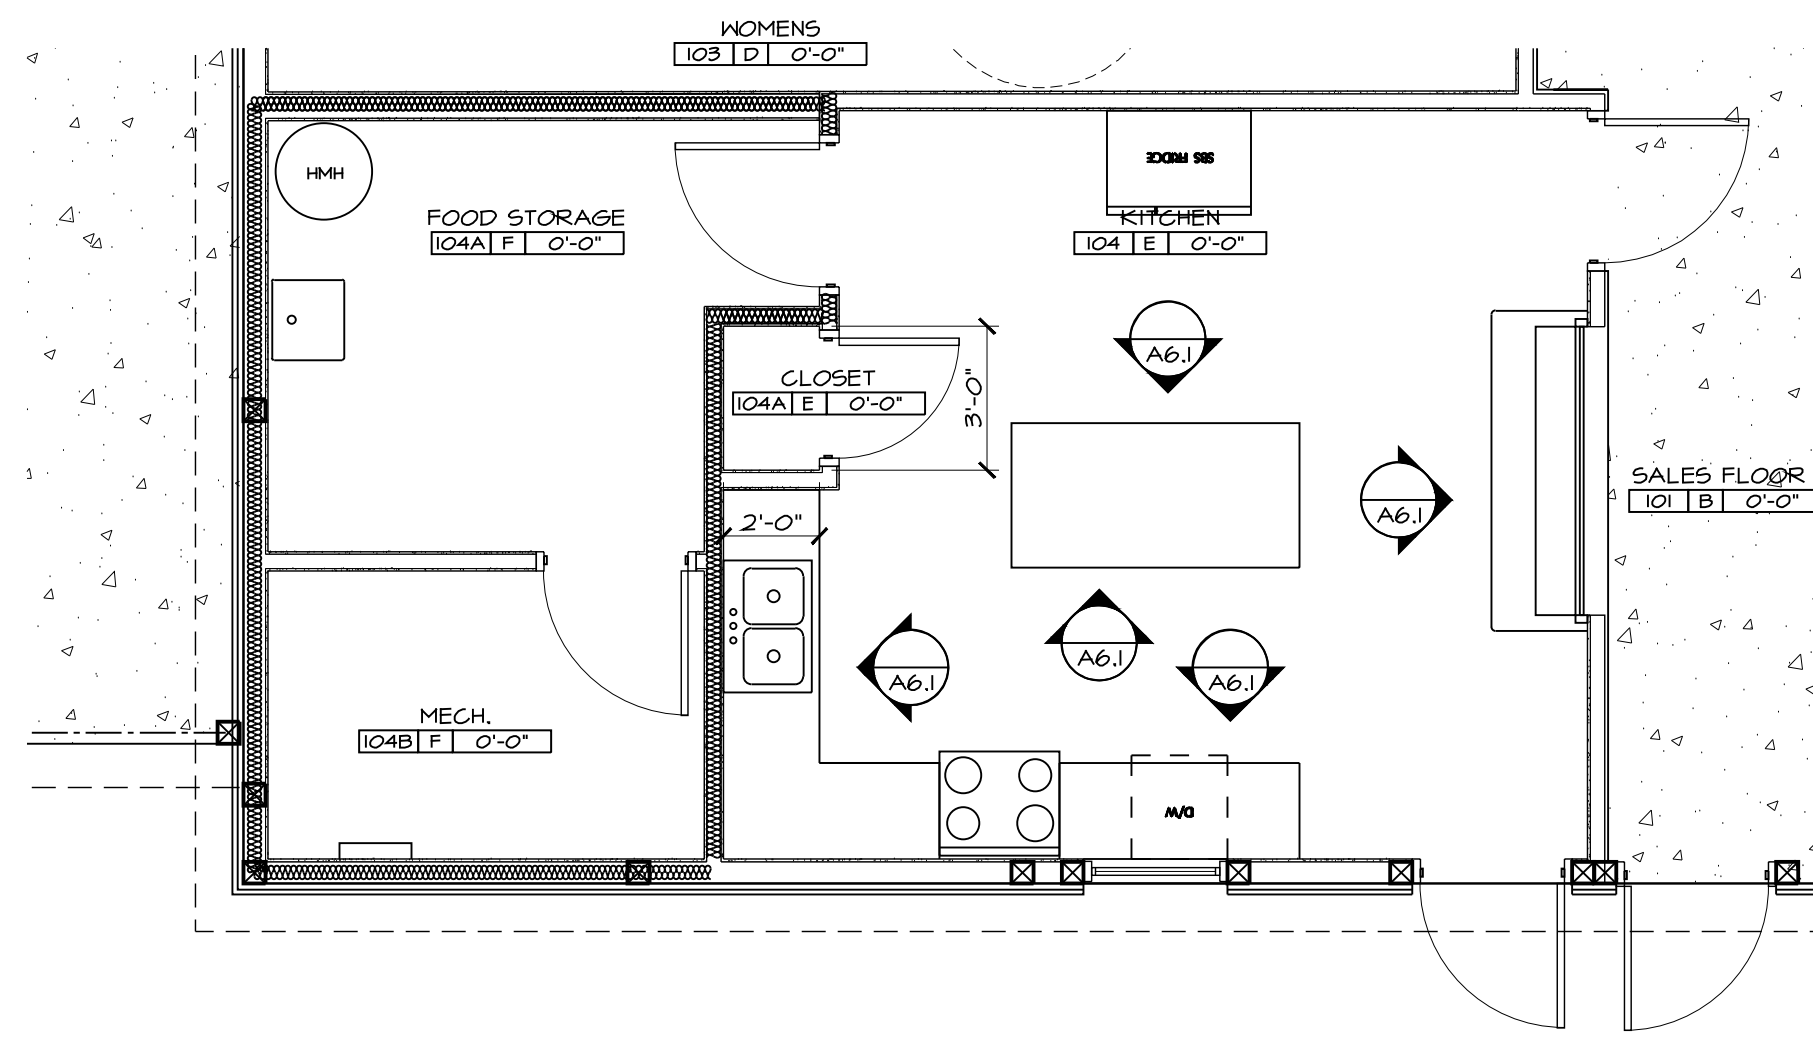 WOMENS
103 D 0'-0"
HMH
SBS FRIDGE
FOOD STORAGE
104A F 0'-0"
KITCHEN
104 E 0'-0"
A6.1
CLOSET
104A E 0'-0"
3'-0"
SALES FLOOR
101 B 0'-0"
A6.1
2'-0"
A6.1
A6.1
A6.1
MECH.
104B F 0'-0"
D/W